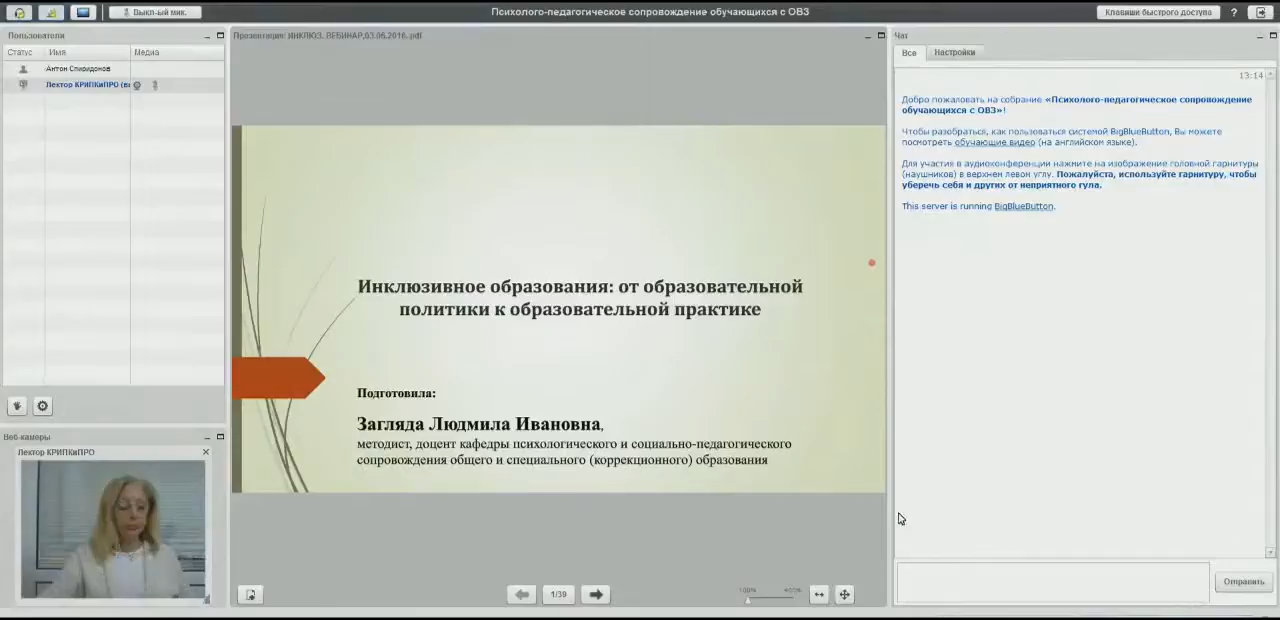 Выкл-ый мик.
Психолого-педагогическое сопровождение обучающихся с ОВЗ
Клавиши быстрого доступа
?
Пользователи
Статус Имя Медиа
Антон Спиридонов
Лектор КРИПКиПРО
Презентация: ИНКЛЮЗ. ВЕБИНАР,03.06.2016.pdf
Инклюзивное образования: от образовательной
политики к образовательной практике
Подготовила:
Загляда Людмила Ивановна,
методист, доцент кафедры психологического и социально-педагогического
сопровождения общего и специального (коррекционного) образования
1/39
100% 400%
Веб-камеры
Лектор КРИПКиПРО
Чат
Все Настройки
13:14
Добро пожаловать на собрание «Психолого-педагогическое сопровождение
обучающихся с ОВЗ»!
Чтобы разобраться, как пользоваться системой BigBlueButton, Вы можете
посмотреть обучающие видео (на английском языке).
Для участия в аудиоконференции нажмите на изображение головной гарнитуры
(наушников) в верхнем левом углу. Пожалуйста, используйте гарнитуру, чтобы
уберечь себя и других от неприятного гула.
This server is running BigBlueButton.
Отправить